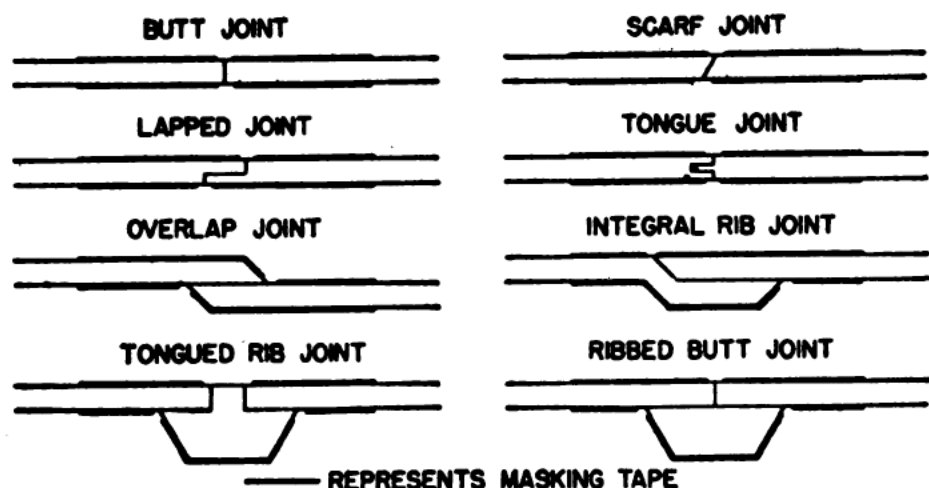 BUTT JOINT
SCARF JOINT
LAPPED JOINT
TONGUE JOINT
OVERLAP JOINT
INTEGRAL RIB JOINT
TONGUED RIB JOINT
RIBBED BUTT JOINT
REPRESENTS MASKING TAPE